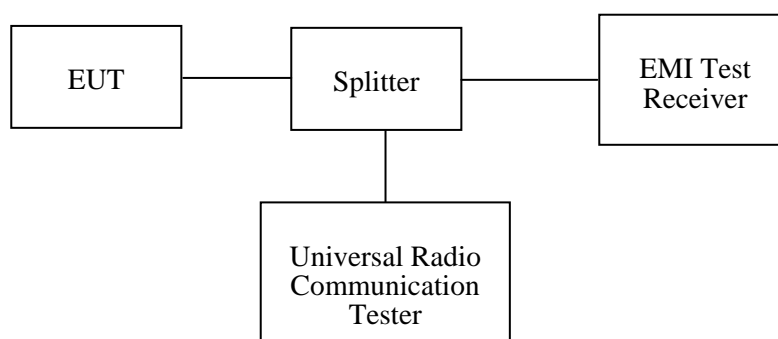 EUT
Splitter
EMI Test
Receiver
Universal Radio
Communication
Tester